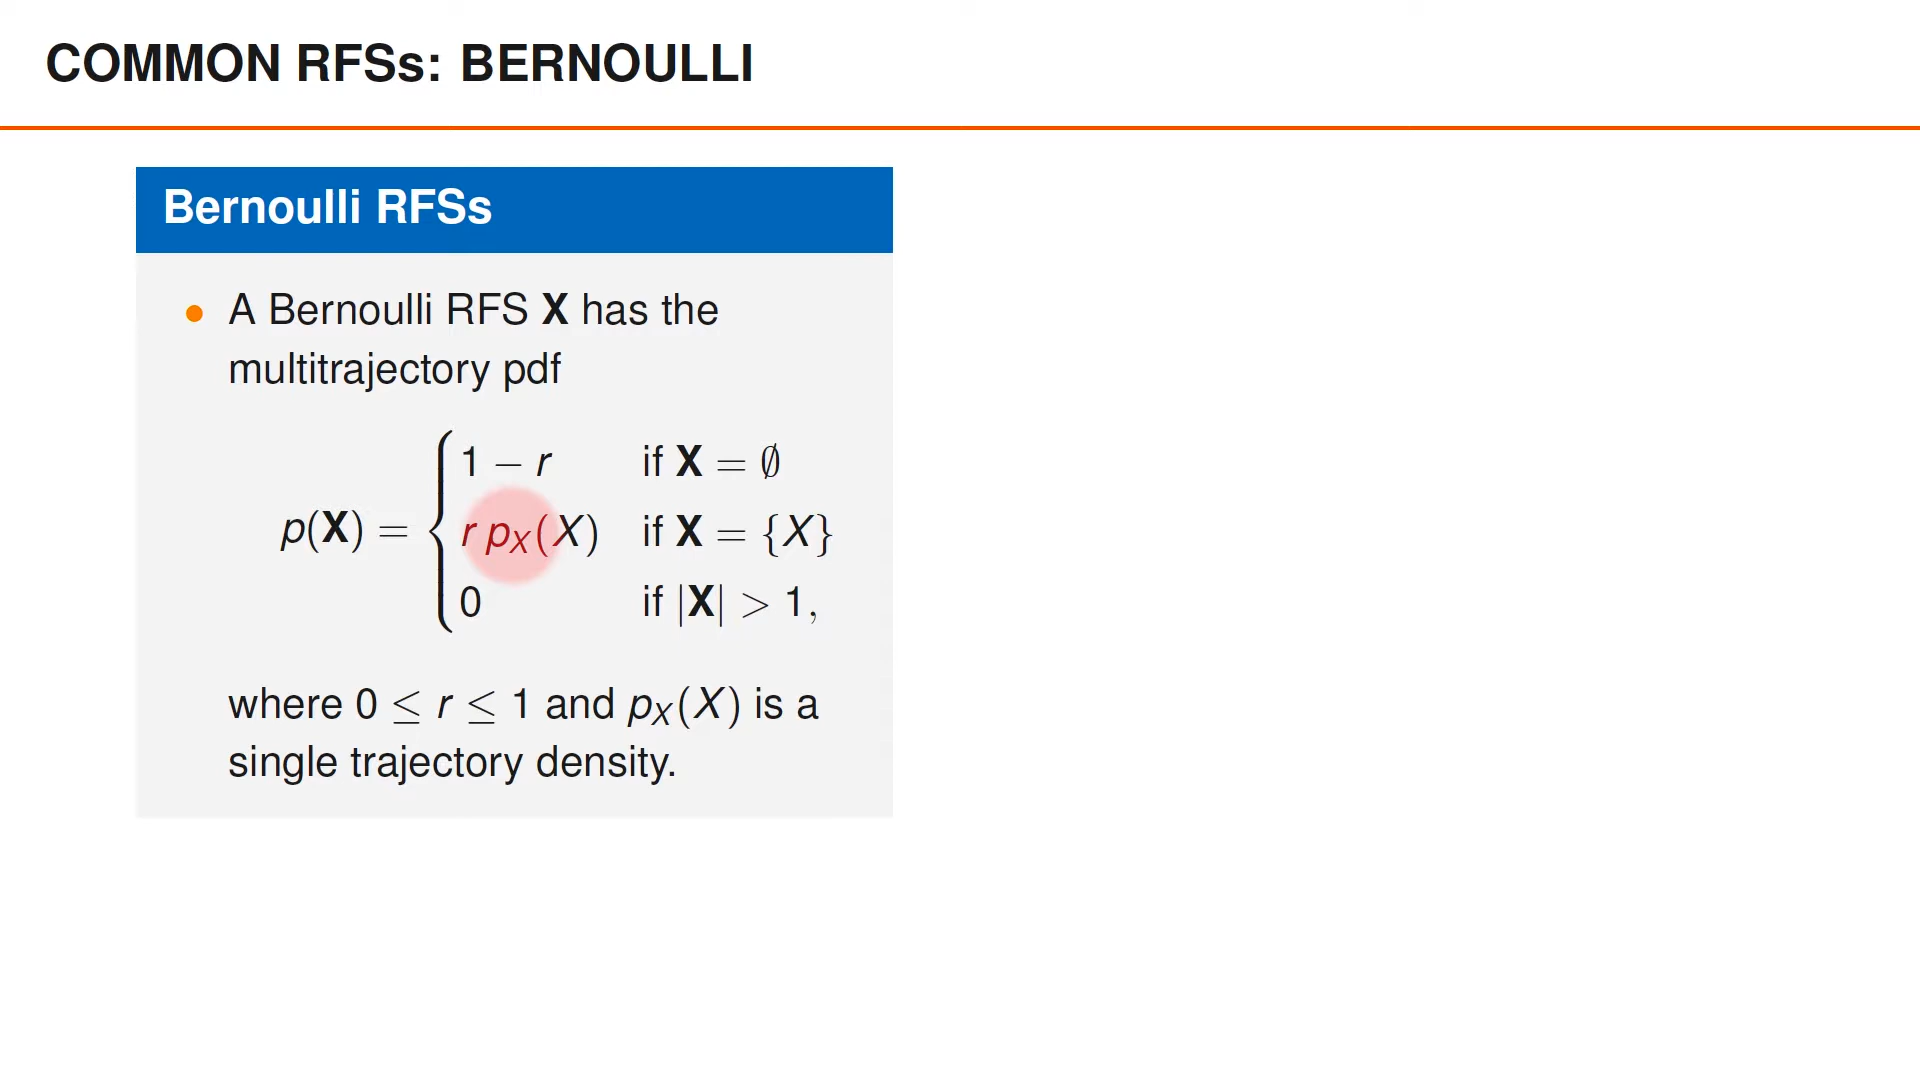 COMMON RFSs: BERNOULLI
Bernoulli RFSs
• A Bernoulli RFS X has the
multitrajectory pdf
p(X) = { 1 − r if X = ∅
r p_X(X) if X = {X}
0 if |X| > 1,
where 0 ≤ r ≤ 1 and p_X(X) is a
single trajectory density.